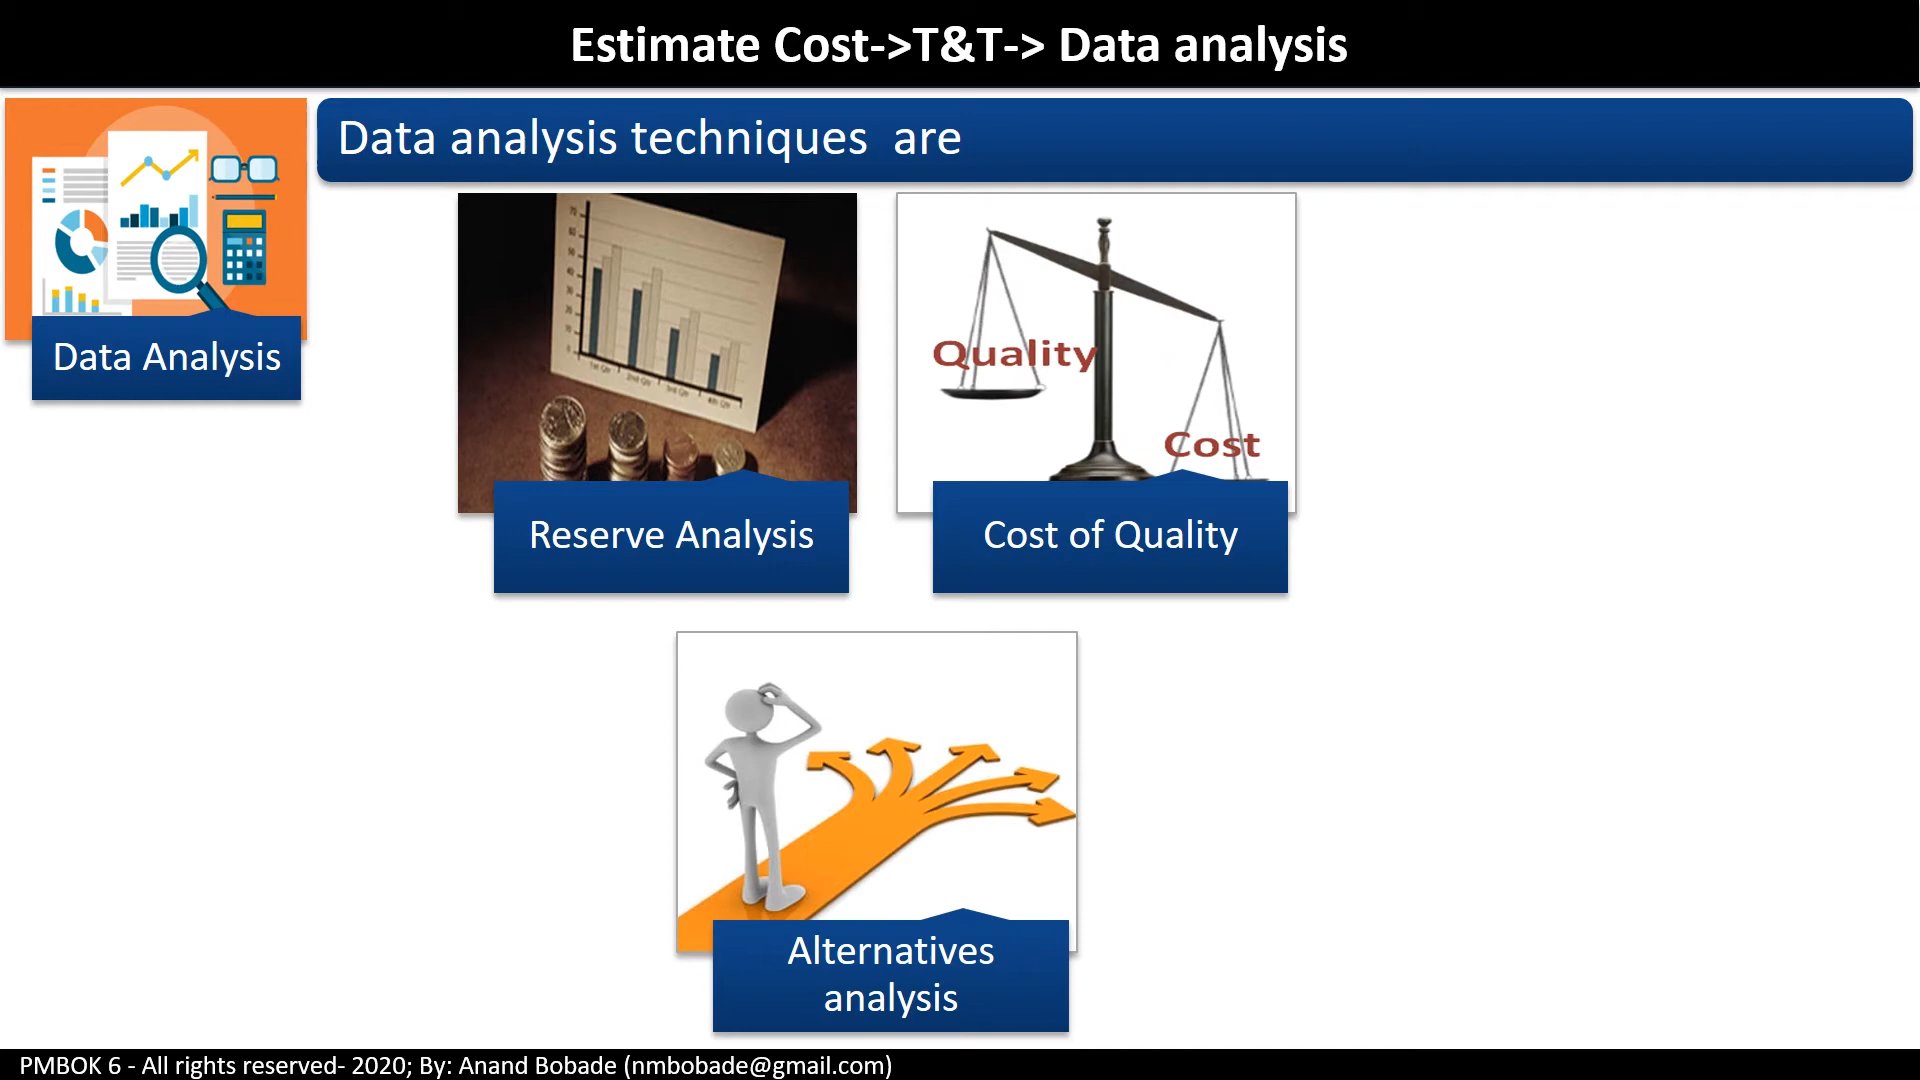 Estimate Cost->T&T-> Data analysis
Data analysis techniques  are
Data Analysis
Reserve Analysis
Quality
Cost
Cost of Quality
Alternatives
analysis
PMBOK 6 - All rights reserved- 2020; By: Anand Bobade (nmbobade@gmail.com)